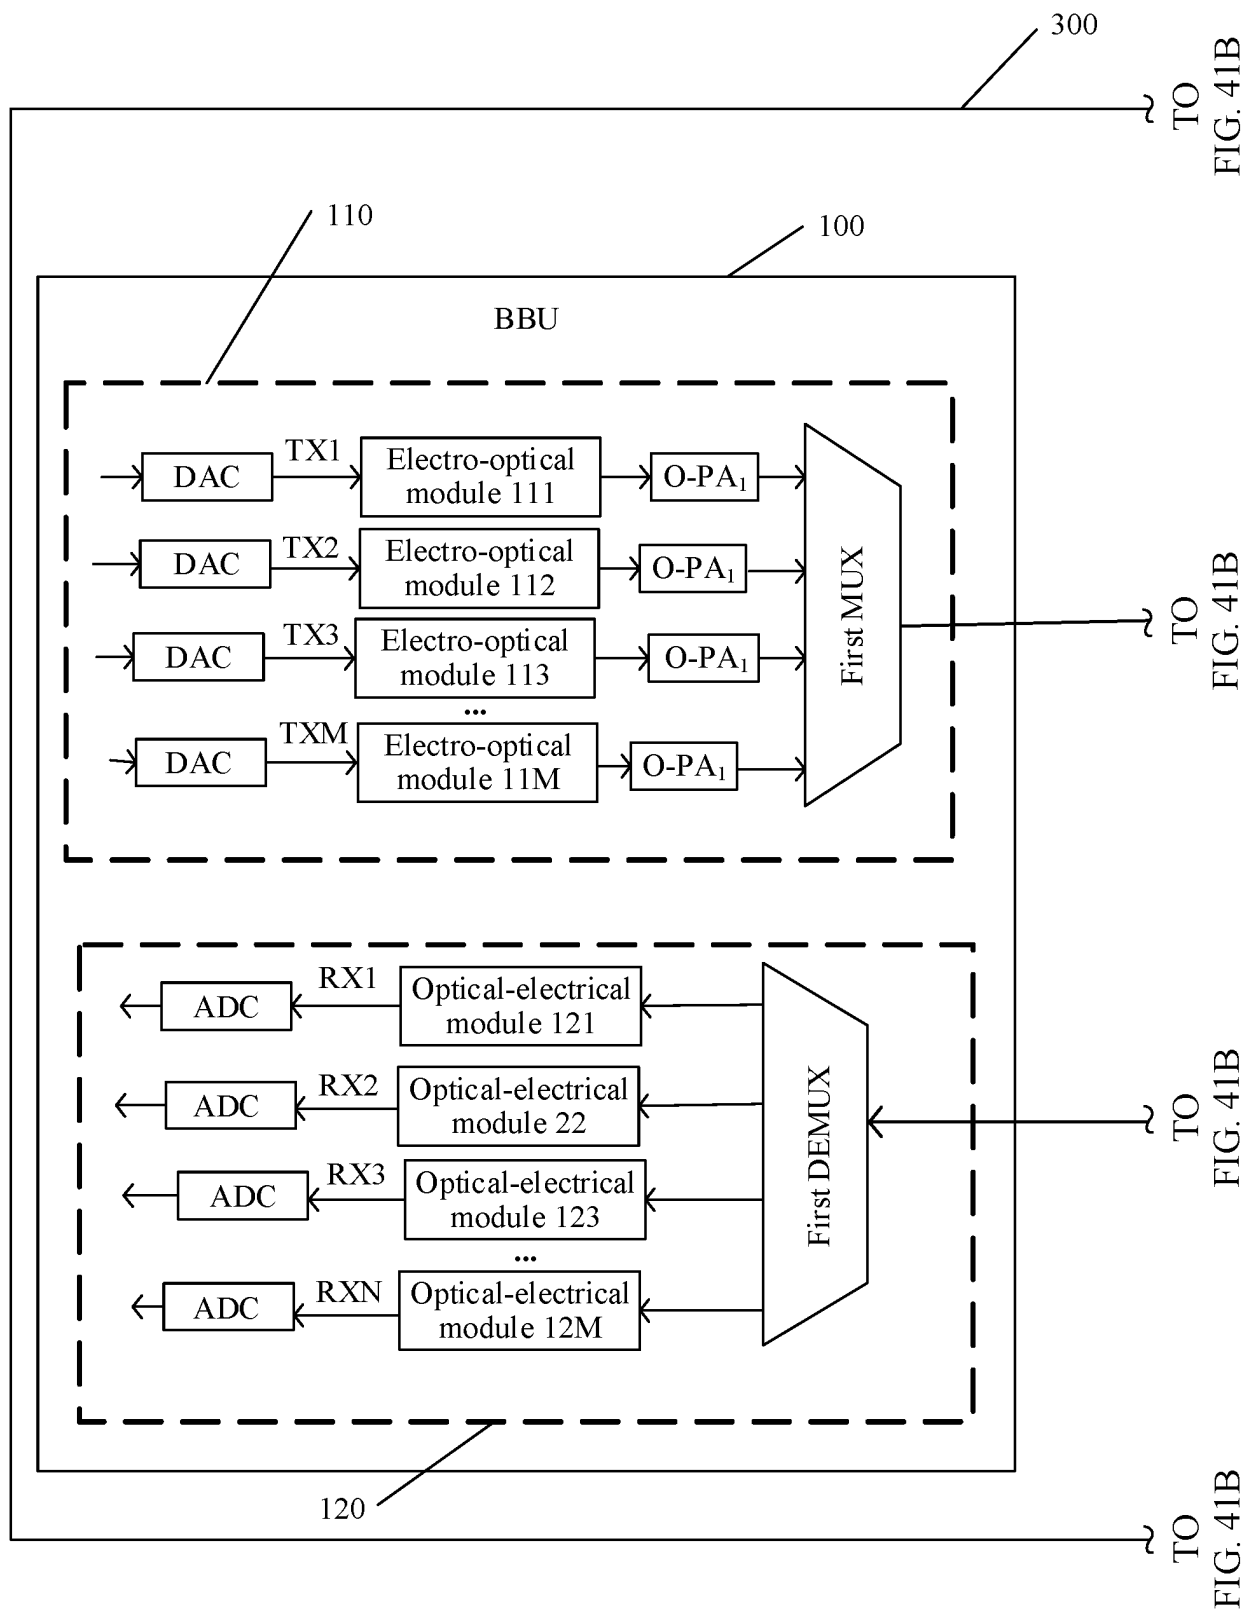 300
TO
FIG. 41B
110
100
BBU
DAC
TX1
Electro-optical
module 111
O-PA1
DAC
TX2
Electro-optical
module 112
O-PA1
DAC
TX3
Electro-optical
module 113
O-PA1
...
DAC
TXM
Electro-optical
module 11M
O-PA1
First MUX
TO
FIG. 41B
ADC
RX1
Optical-electrical
module 121
ADC
RX2
Optical-electrical
module 22
ADC
RX3
Optical-electrical
module 123
...
ADC
RXN
Optical-electrical
module 12M
First DEMUX
TO
FIG. 41B
120
TO
FIG. 41B